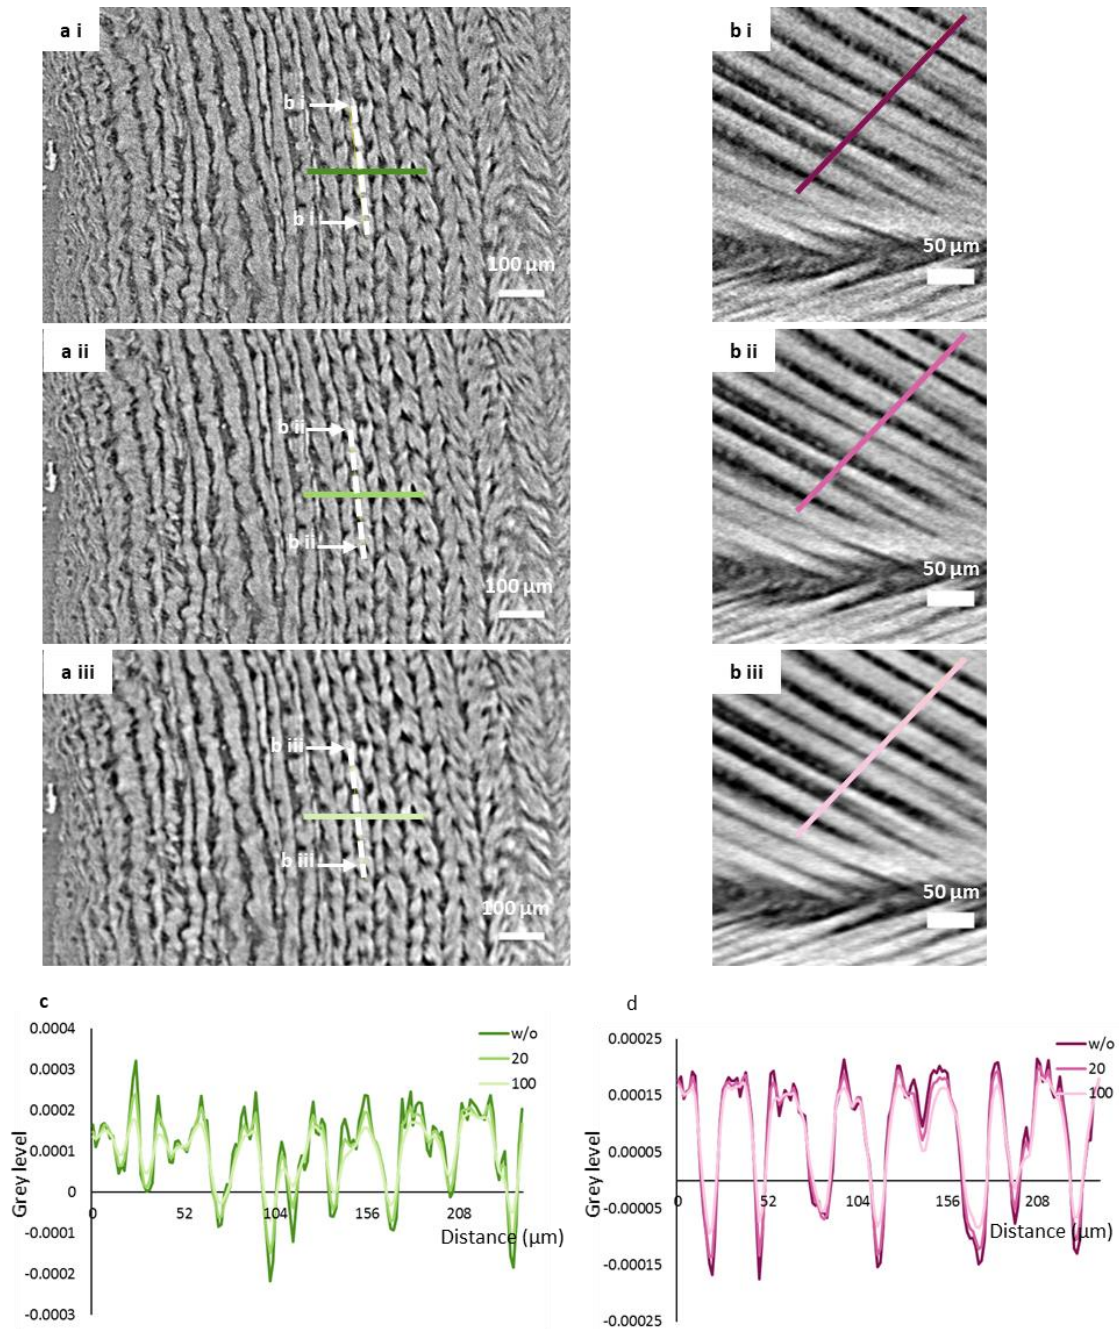 a i
b i
b i
100 µm
b i
50 µm
a ii
b ii
b ii
100 µm
b ii
50 µm
a iii
b iii
b iii
100 µm
b iii
50 µm
c
Grey level
0.0004
0.0003
0.0002
0.0001
0
-0.0001
-0.0002
-0.0003
0
52
104
156
208
Distance (µm)
w/o
20
100
d
Grey level
0.00025
0.00015
0.00005
-0.00005
-0.00015
-0.00025
0
52
104
156
208
Distance (µm)
w/o
20
100